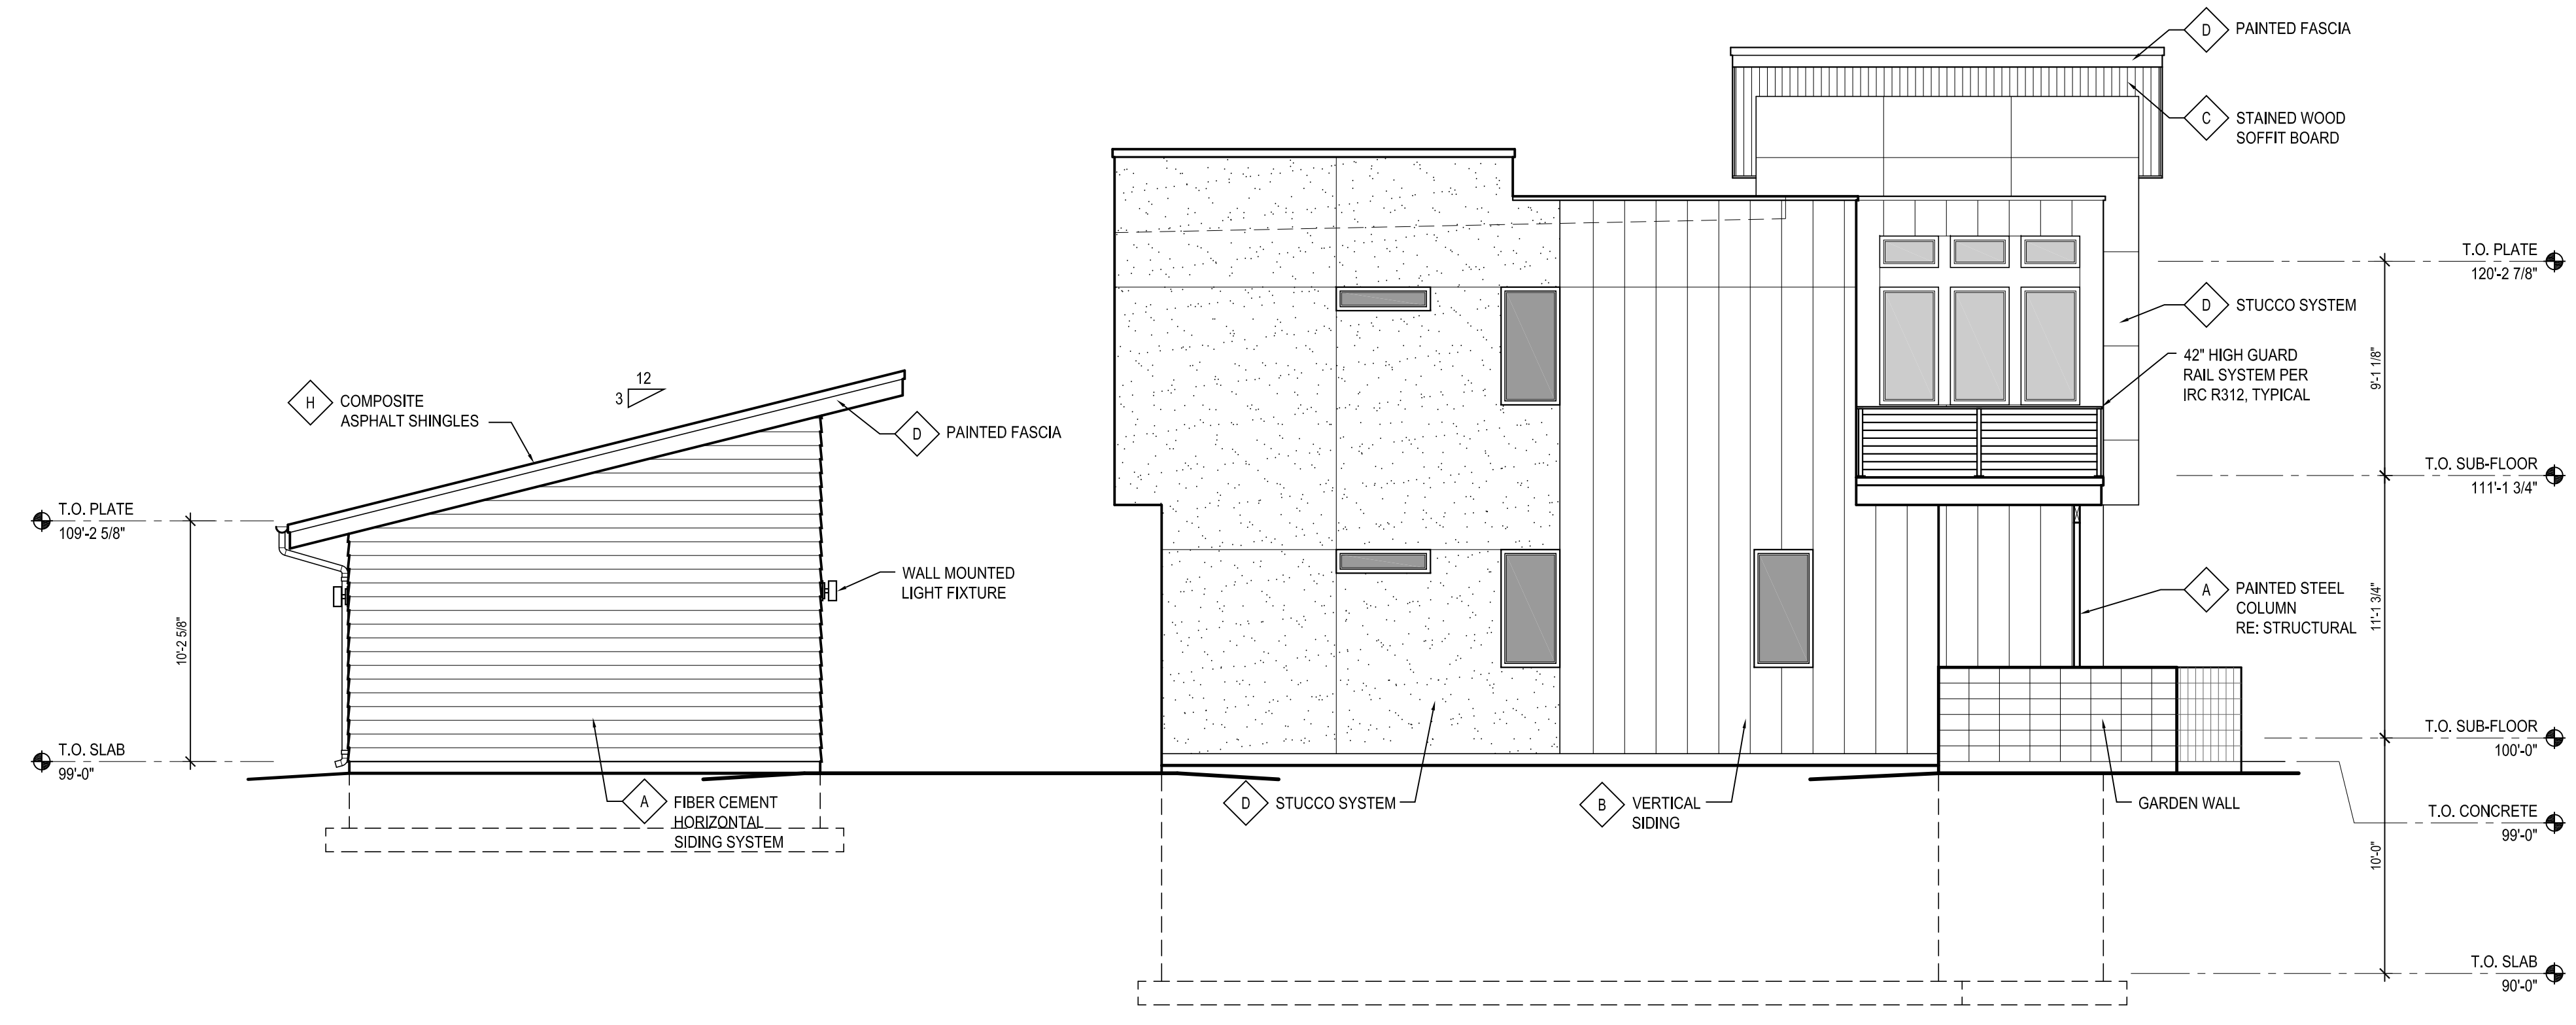 D
PAINTED FASCIA
C
STAINED WOOD
SOFFIT BOARD
T.O. PLATE
120'-2 7/8"
D
STUCCO SYSTEM
42" HIGH GUARD
RAIL SYSTEM PER
IRC R312, TYPICAL
9'-1 1/8"
12
3
H
COMPOSITE
ASPHALT SHINGLES
D
PAINTED FASCIA
T.O. SUB-FLOOR
111'-1 3/4"
T.O. PLATE
109'-2 5/8"
WALL MOUNTED
LIGHT FIXTURE
A
PAINTED STEEL
COLUMN
RE: STRUCTURAL
11'-1 3/4"
10'-2 5/8"
T.O. SLAB
99'-0"
T.O. SUB-FLOOR
100'-0"
A
FIBER CEMENT
HORIZONTAL
SIDING SYSTEM
D
STUCCO SYSTEM
B
VERTICAL
SIDING
GARDEN WALL
T.O. CONCRETE
99'-0"
10'-0"
T.O. SLAB
90'-0"